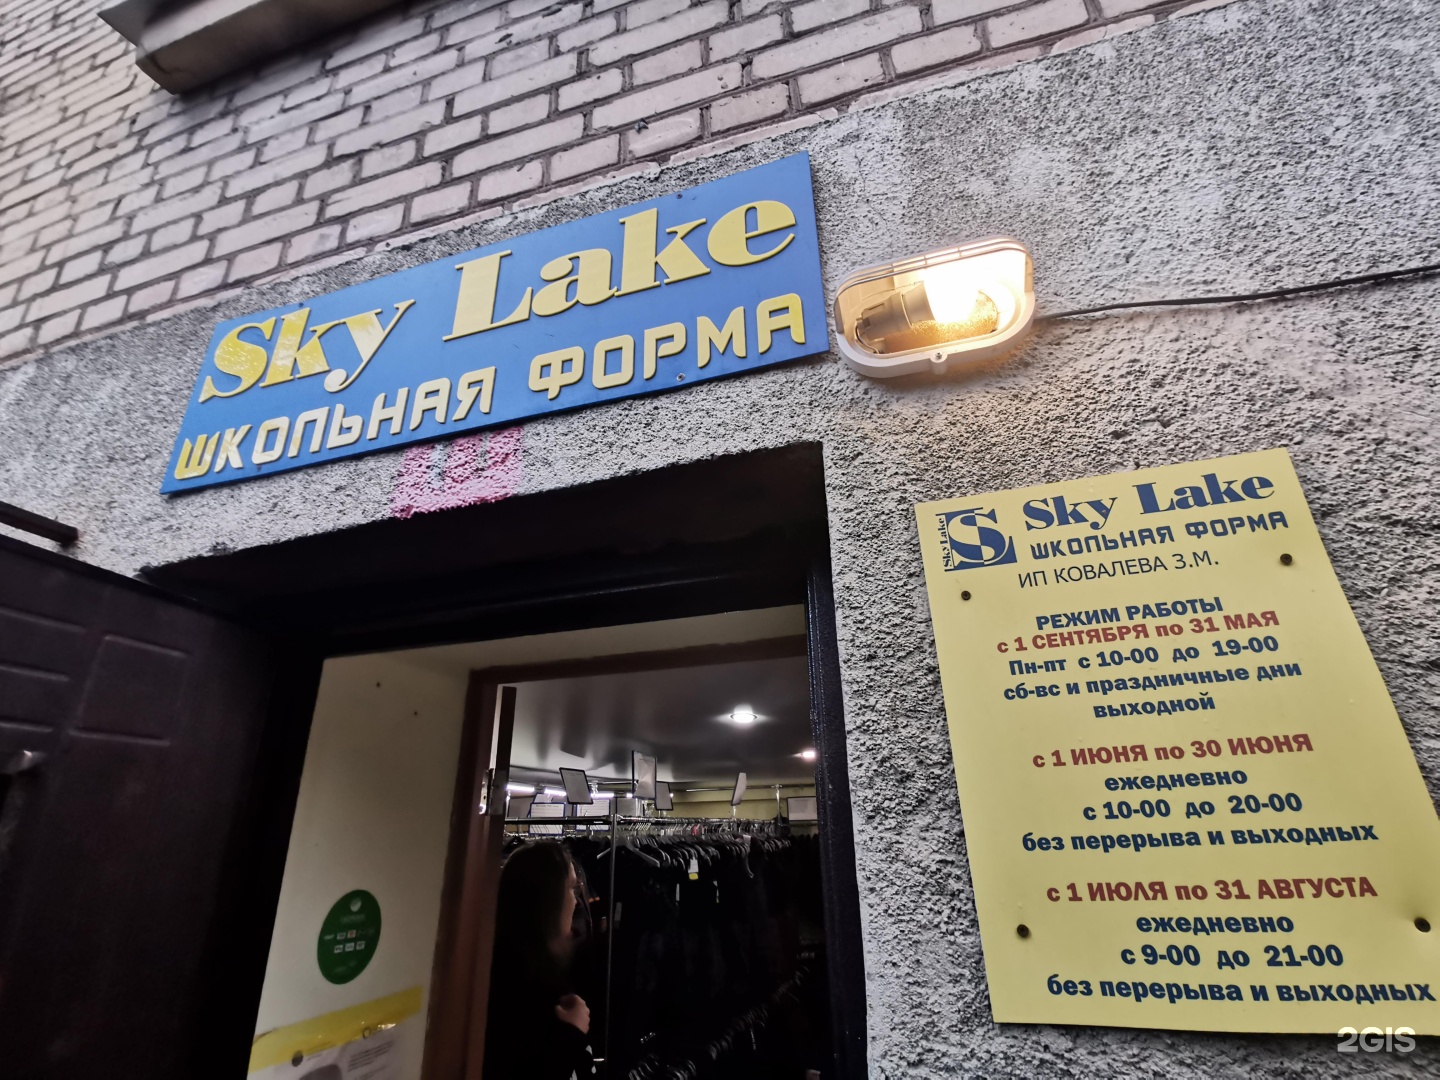 Sky Lake
ШКОЛЬНАЯ ФОРМА
Ш
Sky Lake
Sky Lake
ШКОЛЬНАЯ ФОРМА
ИП КОВАЛЕВА З.М.
РЕЖИМ РАБОТЫ
с 1 СЕНТЯБРЯ по 31 МАЯ
Пн-пт с 10-00 до 19-00
сб-вс и праздничные дни
выходной
с 1 ИЮНЯ по 30 ИЮНЯ
ежедневно
с 10-00 до 20-00
без перерыва и выходных
с 1 ИЮЛЯ по 31 АВГУСТА
ежедневно
с 9-00 до 21-00
без перерыва и выходных
2GIS